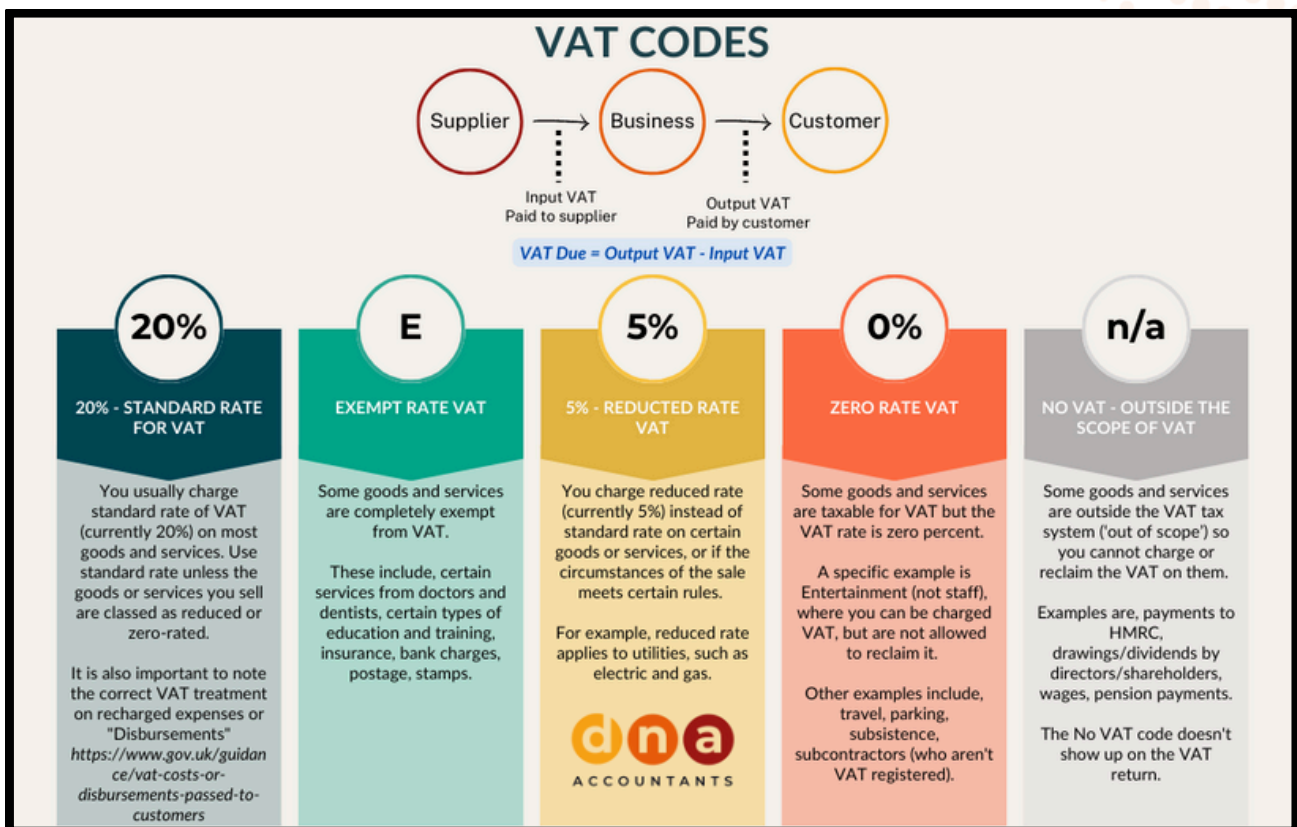 VAT CODES
Supplier
Business
Customer
Input VAT
Paid to supplier
Output VAT
Paid by customer
VAT Due = Output VAT - Input VAT
20%
20% - STANDARD RATE
FOR VAT
You usually charge
standard rate of VAT
(currently 20%) on most
goods and services. Use
standard rate unless the
goods or services you sell
are classed as reduced or
zero-rated.
It is also important to note
the correct VAT treatment
on recharged expenses or
"Disbursements"
https://www.gov.uk/guidan
ce/vat-costs-or-
disbursements-passed-to-
customers
E
EXEMPT RATE VAT
Some goods and services
are completely exempt
from VAT.
These include, certain
services from doctors and
dentists, certain types of
education and training,
insurance, bank charges,
postage, stamps.
5%
5% - REDUCTED RATE
VAT
You charge reduced rate
(currently 5%) instead of
standard rate on certain
goods or services, or if the
circumstances of the sale
meets certain rules.
For example, reduced rate
applies to utilities, such as
electric and gas.
dna
ACCOUNTANTS
0%
ZERO RATE VAT
Some goods and services
are taxable for VAT but the
VAT rate is zero percent.
A specific example is
Entertainment (not staff),
where you can be charged
VAT, but are not allowed
to reclaim it.
Other examples include,
travel, parking,
subsistence,
subcontractors (who aren't
VAT registered).
n/a
NO VAT - OUTSIDE THE
SCOPE OF VAT
Some goods and services
are outside the VAT tax
system ('out of scope') so
you cannot charge or
reclaim the VAT on them.
Examples are, payments to
HMRC,
drawings/dividends by
directors/shareholders,
wages, pension payments.
The No VAT code doesn't
show up on the VAT
return.